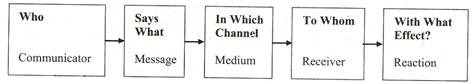 Who
Communicator
Says
What
Message
In Which
Channel
Medium
To Whom
Receiver
With What
Effect?
Reaction